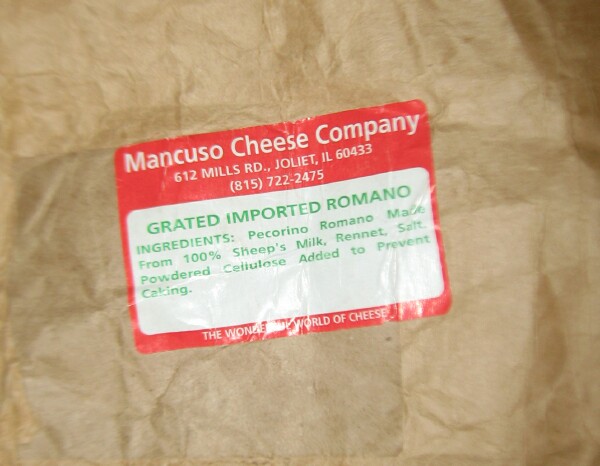 Mancuso Cheese Company
612 MILLS RD., JOLIET, IL 60433
(815) 722-2475
GRATED IMPORTED ROMANO
INGREDIENTS: Pecorino Romano Made
From 100% Sheep's Milk, Rennet, Salt.
Powdered Cellulose Added to Prevent
Caking.
THE WONDERFUL WORLD OF CHEESE